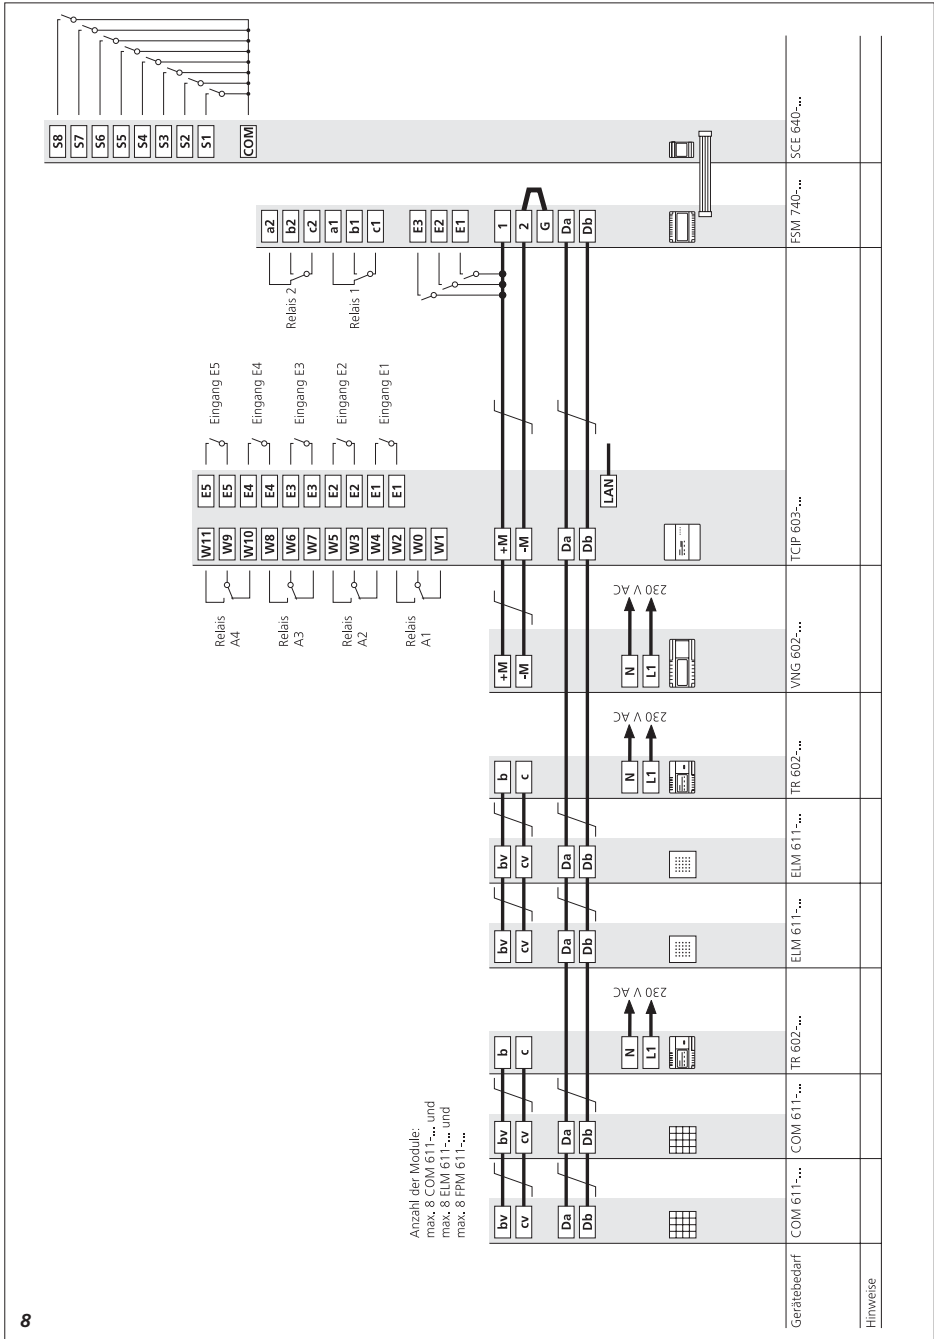 S8
S7
S6
S5
S4
S3
S2
S1
COM
SCE 640-...
a2
b2
c2
a1
b1
c1
E3
E2
E1
1
2
G
Da
Db
FSM 740-...
Relais 2
Relais 1
Eingang E5
Eingang E4
Eingang E3
Eingang E2
Eingang E1
E5
E5
E4
E4
E3
E3
E2
E2
E1
E1
LAN
W11
W9
W10
W8
W6
W7
W5
W3
W4
W2
W0
W1
+M
-M
Da
Db
TCIP 603-...
Relais
A4
Relais
A3
Relais
A2
Relais
A1
230 V AC
+M
-M
N
L1
VNG 602-...
230 V AC
b
c
N
L1
TR 602-...
bv
cv
Da
Db
ELM 611-...
bv
cv
Da
Db
ELM 611-...
230 V AC
b
c
N
L1
TR 602-...
Anzahl der Module:
max. 8 COM 611-... und
max. 8 ELM 611-... und
max. 8 FPM 611-...
bv
cv
Da
Db
COM 611-...
bv
cv
Da
Db
COM 611-...
Gerätebedarf
Hinweise
8